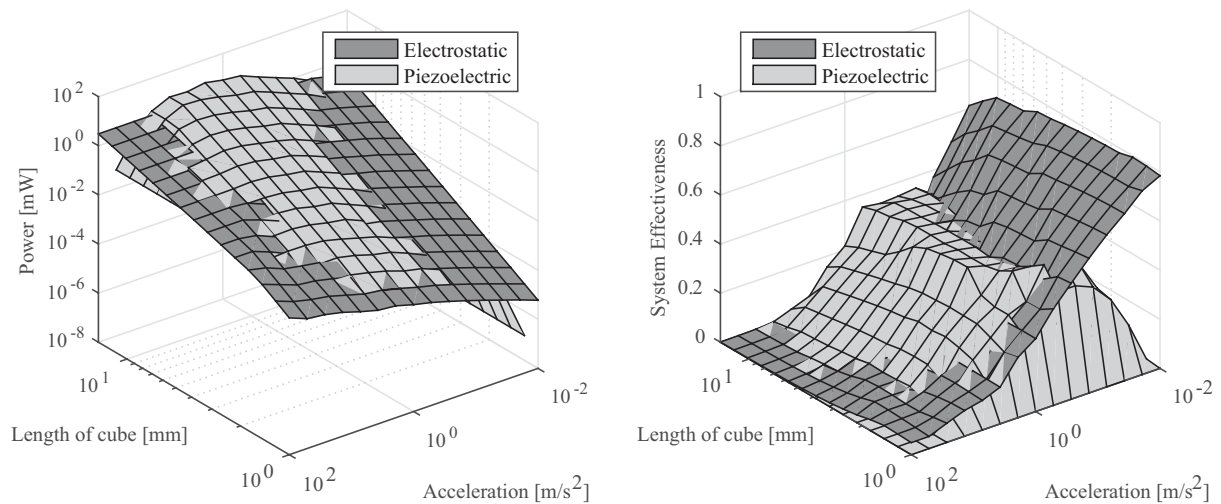 Electrostatic
Piezoelectric
Power [mW]
10^2
10^0
10^-2
10^-4
10^-6
10^-8
10^1
Length of cube [mm]
10^0
10^2
10^0
10^-2
Acceleration [m/s^2]
Electrostatic
Piezoelectric
System Effectiveness
1
0.8
0.6
0.4
0.2
0
10^1
Length of cube [mm]
10^0
10^2
10^0
10^-2
Acceleration [m/s^2]